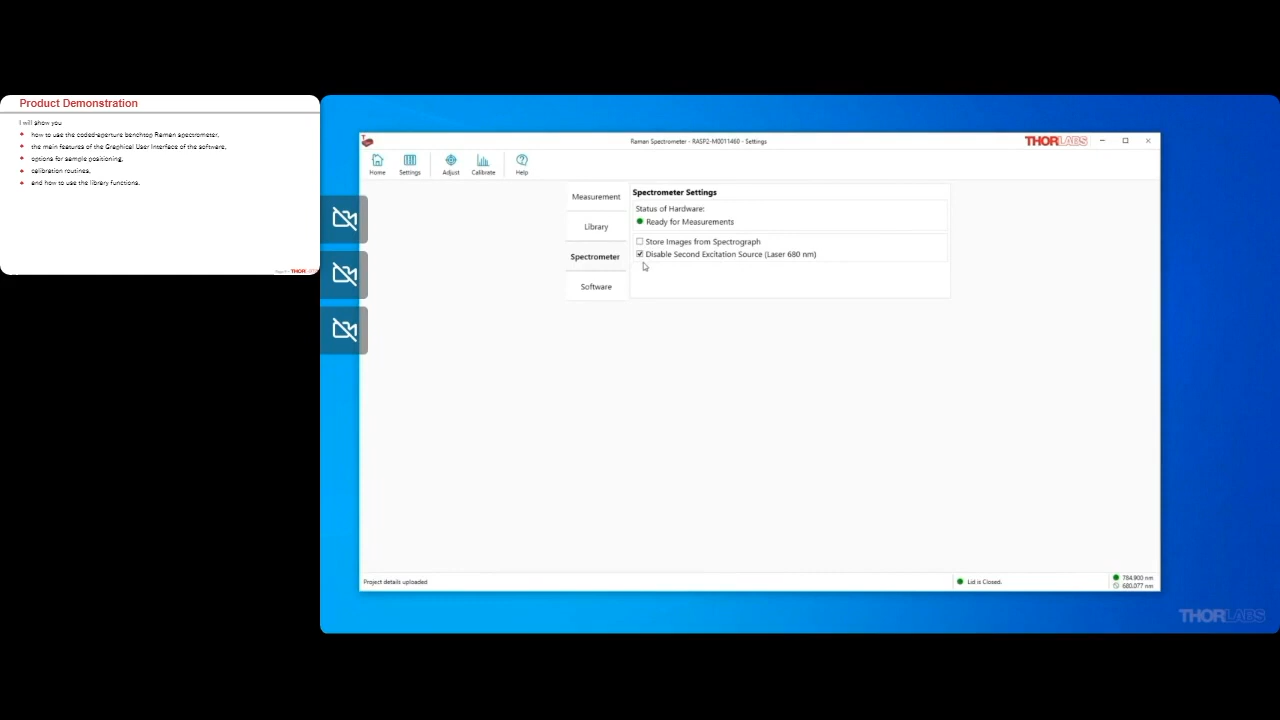 Product Demonstration
I will show you
how to use the coded-aperture benchtop Raman spectrometer,
the main features of the Graphical User Interface of the software,
options for sample positioning,
calibration routines,
and how to use the library functions.
THORLABS
Raman Spectrometer - RASP2-M0011460 - Settings
THORLABS
Home
Settings
Adjust
Calibrate
Help
Measurement
Library
Spectrometer
Software
Spectrometer Settings
Status of Hardware:
Ready for Measurements
Store Images from Spectrograph
Disable Second Excitation Source (Laser 680 nm)
Project details uploaded
Lid is Closed.
784.900 nm
680.077 nm
THORLABS